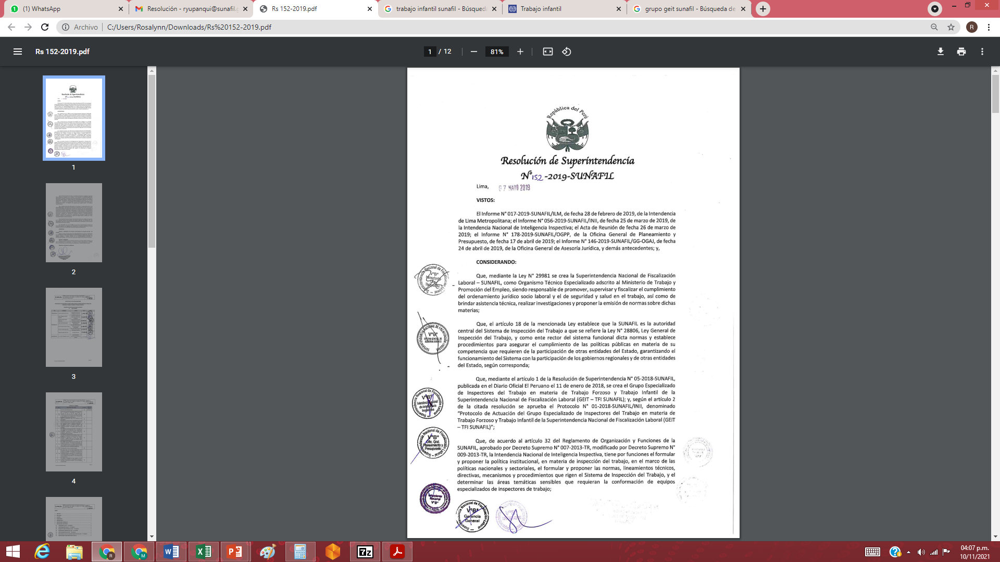 (1) WhatsApp
Resolución - ryupanqui@sunafil.g
Rs 152-2019.pdf
trabajo infantil sunafil - Búsqueda
Trabajo infantil
grupo geit sunafil - Búsqueda de
Archivo
C:/Users/Rosalynn/Downloads/Rs%20152-2019.pdf
R
Rs 152-2019.pdf
1 / 12
81%
1
2
3
4
República del Perú
Resolución de Superintendencia
N° 152 -2019-SUNAFIL
Lima, 07 MAYO 2019
VISTOS:
El Informe N° 017-2019-SUNAFIL/ILM, de fecha 28 de febrero de 2019, de la Intendencia
de Lima Metropolitana; el Informe N° 056-2019-SUNAFIL/INII, de fecha 25 de marzo de 2019, de
la Intendencia Nacional de Inteligencia Inspectiva; el Acta de Reunión de fecha 26 de marzo de
2019; el Informe N° 178-2019-SUNAFIL/OGPP, de la Oficina General de Planeamiento y
Presupuesto, de fecha 17 de abril de 2019; el Informe N° 146-2019-SUNAFIL/GG-OGAJ, de fecha
24 de abril de 2019, de la Oficina General de Asesoría Jurídica, y demás antecedentes; y,
CONSIDERANDO:
Que, mediante la Ley N° 29981 se crea la Superintendencia Nacional de Fiscalización
Laboral – SUNAFIL, como Organismo Técnico Especializado adscrito al Ministerio de Trabajo y
Promoción del Empleo, siendo responsable de promover, supervisar y fiscalizar el cumplimiento
del ordenamiento jurídico socio laboral y el de seguridad y salud en el trabajo, así como de
brindar asistencia técnica, realizar investigaciones y proponer la emisión de normas sobre dichas
materias;
Que, el artículo 18 de la mencionada Ley establece que la SUNAFIL es la autoridad
central del Sistema de Inspección del Trabajo a que se refiere la Ley N° 28806, Ley General de
Inspección del Trabajo, y como ente rector del sistema funcional dicta normas y establece
procedimientos para asegurar el cumplimiento de las políticas públicas en materia de su
competencia que requieren de la participación de otras entidades del Estado, garantizando el
funcionamiento del Sistema con la participación de los gobiernos regionales y de otras entidades
del Estado, según corresponda;
Que, mediante el artículo 1 de la Resolución de Superintendencia N° 05-2018-SUNAFIL,
publicada en el Diario Oficial El Peruano el 11 de enero de 2018, se crea el Grupo Especializado
de Inspectores del Trabajo en materia de Trabajo Forzoso y Trabajo Infantil de la
Superintendencia Nacional de Fiscalización Laboral (GEIT – TFI SUNAFIL); y, según el artículo 2
de la citada resolución se aprueba el Protocolo N° 01-2018-SUNAFIL/INII, denominado
“Protocolo de Actuación del Grupo Especializado de Inspectores del Trabajo en materia de
Trabajo Forzoso y Trabajo Infantil de la Superintendencia Nacional de Fiscalización Laboral (GEIT
– TFI SUNAFIL)”;
Que, de acuerdo al artículo 32 del Reglamento de Organización y Funciones de la
SUNAFIL, aprobado por Decreto Supremo N° 007-2013-TR, modificado por Decreto Supremo N°
009-2013-TR, la Intendencia Nacional de Inteligencia Inspectiva, tiene por funciones el formular
y proponer la política institucional, en materia de inspección del trabajo, en el marco de las
políticas nacionales y sectoriales, el formular y proponer las normas, lineamientos técnicos,
directivas, mecanismos y procedimientos que rigen el Sistema de Inspección del Trabajo, y el
determinar las áreas temáticas sensibles que requieran la conformación de equipos
especializados de inspectores de trabajo;
V°B°
Gerencia
General
04:07 p.m.
10/11/2021